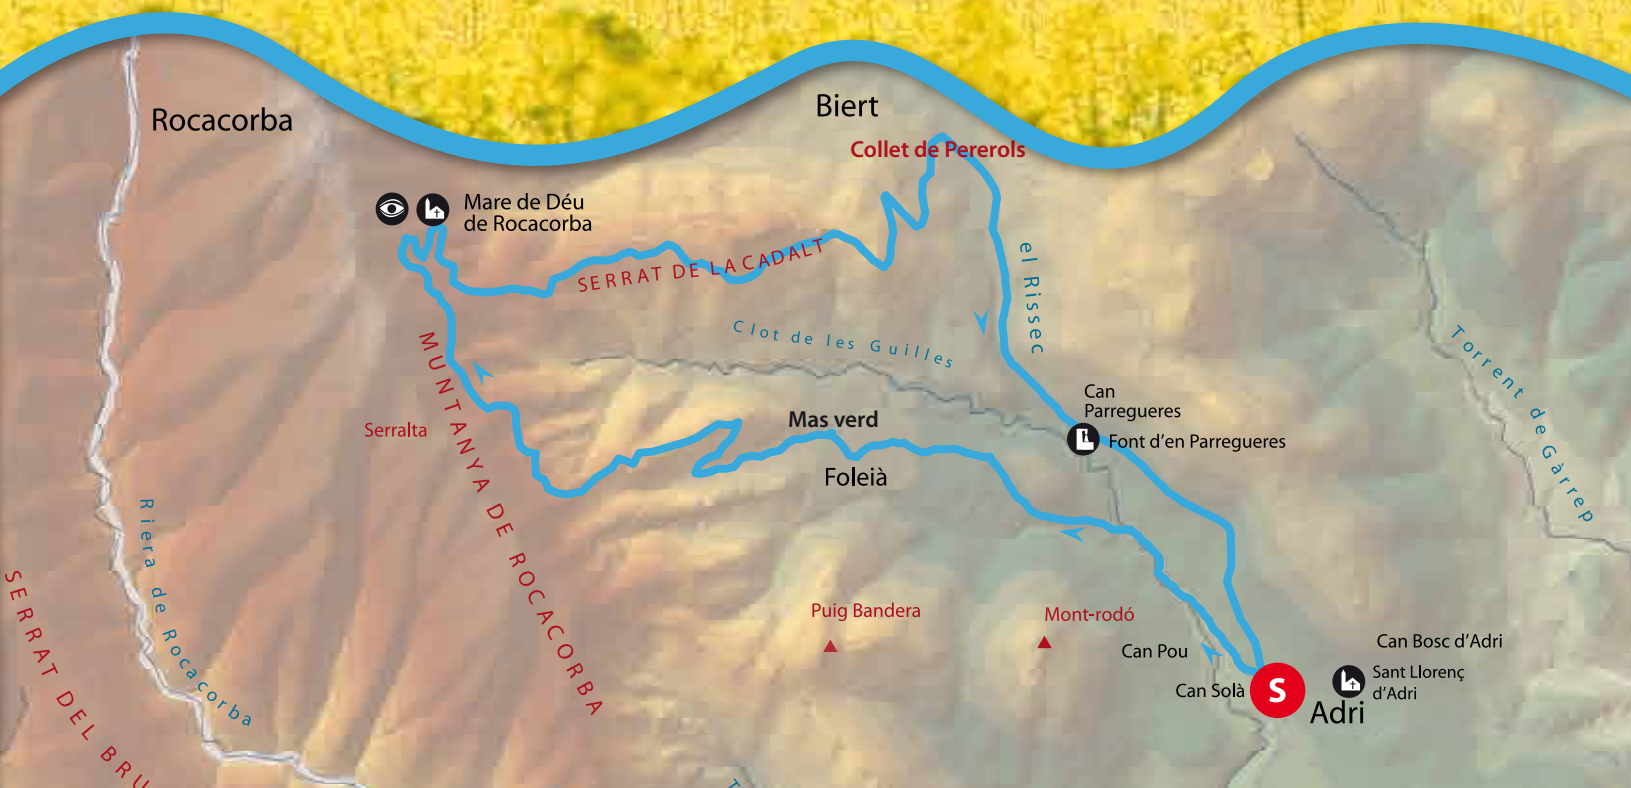 Rocacorba
Biert
Collet de Pererols
Mare de Déu
de Rocacorba
SERRAT DE LA CADALT
el Rissec
Clot de les Guilles
Torrent de Gàrrep
MUNTANYA DE ROCACORBA
Can
Parregueres
Font d'en Parregueres
Mas verd
Serralta
Foleià
Riera de Rocacorba
SERRAT DEL BRU
Puig Bandera
Mont-rodó
Can Pou
Can Bosc d'Adri
Sant Llorenç
d'Adri
Can Solà
S
Adri
T